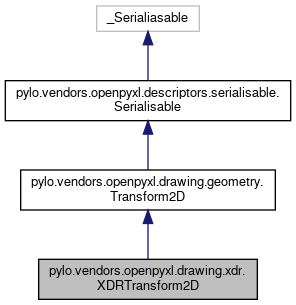 _Serialiasable
pylo.vendors.openpyxl.descriptors.serialisable.
Serialisable
pylo.vendors.openpyxl.drawing.geometry.
Transform2D
pylo.vendors.openpyxl.drawing.xdr.
XDRTransform2D